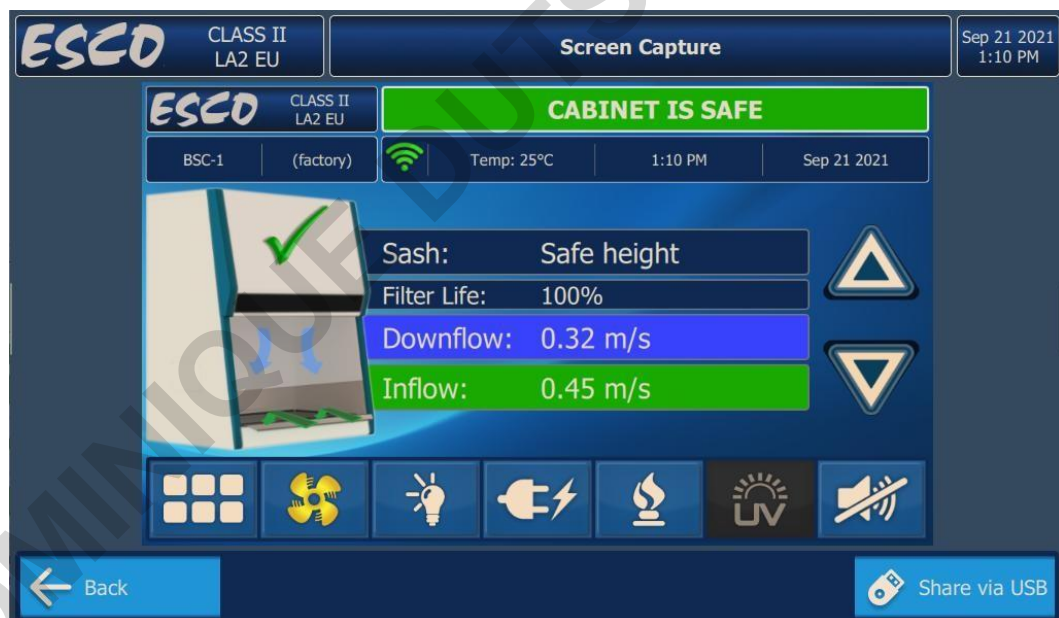 ESCO
CLASS II
LA2 EU
Screen Capture
Sep 21 2021
1:10 PM
ESCO
CLASS II
LA2 EU
CABINET IS SAFE
BSC-1 (factory) Temp: 25°C 1:10 PM Sep 21 2021
Sash: Safe height
Filter Life: 100%
Downflow: 0.32 m/s
Inflow: 0.45 m/s
UV
Back
Share via USB